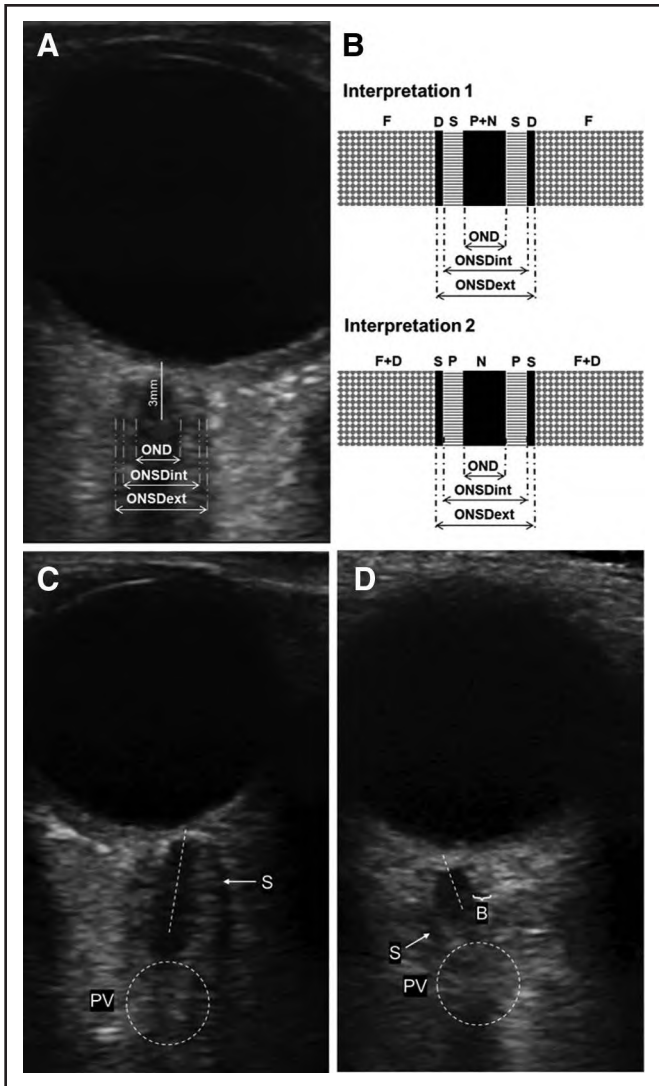 A
3mm
OND
ONSDint
ONSDext
B
Interpretation 1
F D S P+N S D F
OND
ONSDint
ONSDext
Interpretation 2
F+D S P N P S F+D
OND
ONSDint
ONSDext
C
S
PV
D
B
S
PV